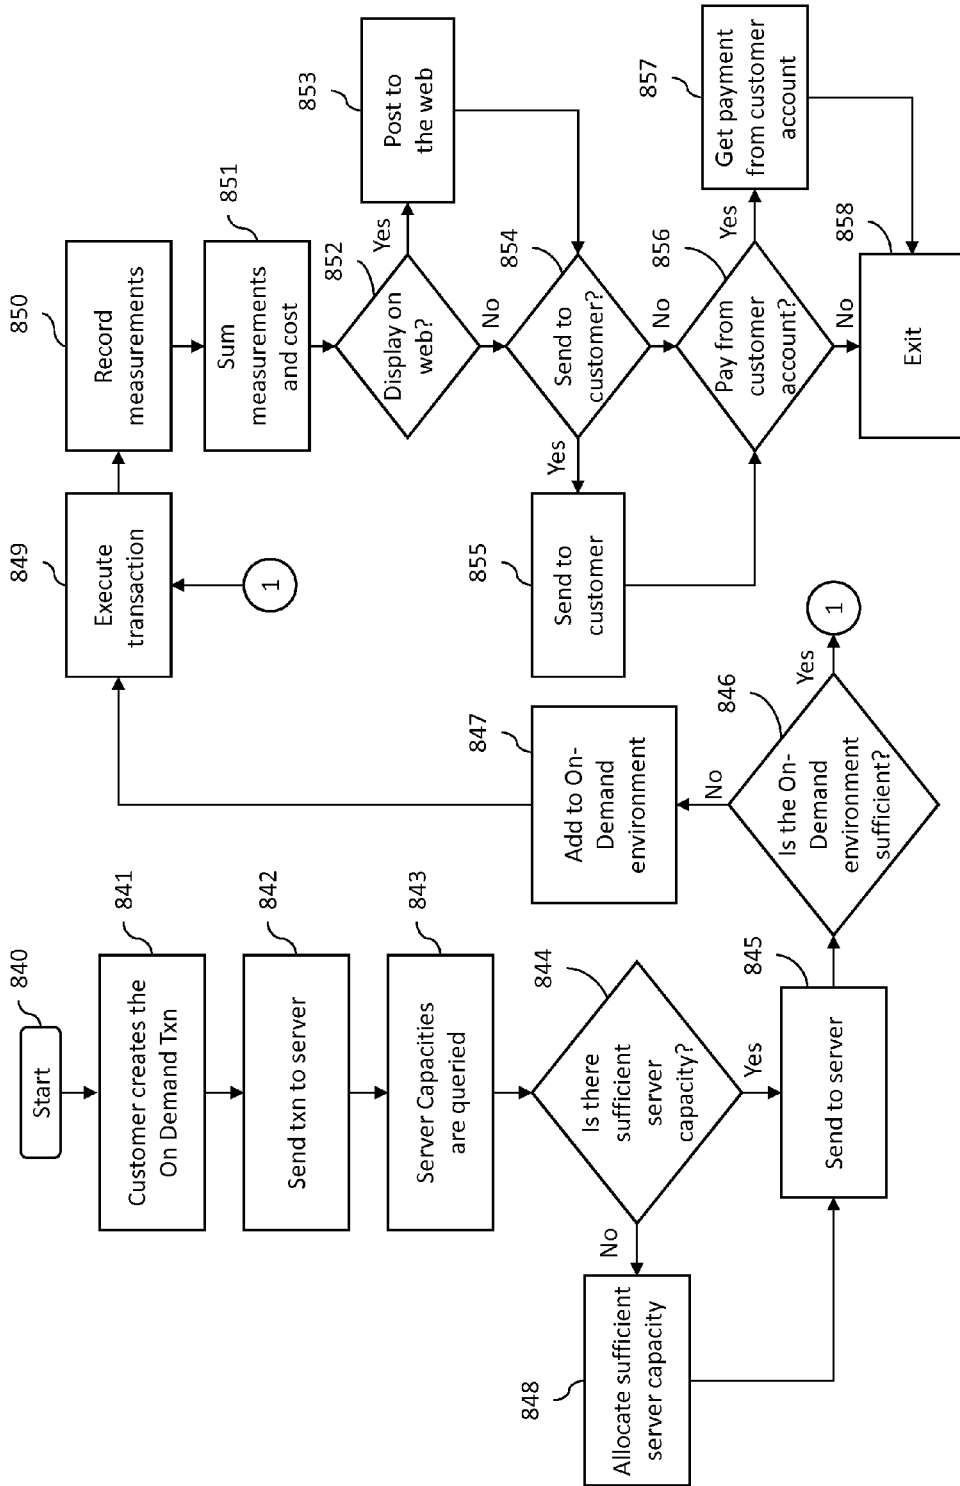 840
Start
841
Customer creates the
On Demand Txn
842
Send txn to server
843
Server Capacities
are queried
844
Is there
sufficient
server
capacity?
No
Yes
848
Allocate sufficient
server capacity
845
Send to server
846
Is the On-
Demand
environment
sufficient?
No
Yes
1
847
Add to On-
Demand
environment
849
Execute
transaction
1
850
Record
measurements
851
Sum
measurements
and cost
852
Display on
web?
Yes
No
853
Post to
the web
854
Send to
customer?
Yes
No
855
Send to
customer
856
Pay from
customer
account?
Yes
No
857
Get payment
from customer
account
858
Exit